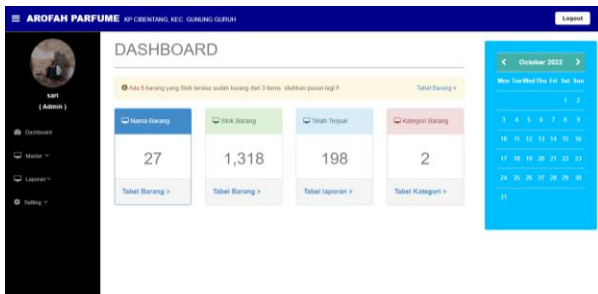 AROFAH PARFUME KP CIBENTANG, KEC. GUNUNG GURUH
Logout
sari
( Admin )
Dashboard
Master
Laporan
Setting
DASHBOARD
Ada 5 barang yang Stok tersisa sudah kurang dari 3 items. silahkan pesan lagi !!
Tabel Barang »
Nama Barang
27
Tabel Barang »
Stok Barang
1,318
Tabel Barang »
Telah Terjual
198
Tabel laporan »
Kategori Barang
2
Tabel Kategori »
October 2022
Mon Tue Wed Thu Fri Sat Sun
1 2
3 4 5 6 7 8 9
10 11 12 13 14 15 16
17 18 19 20 21 22 23
24 25 26 27 28 29 30
31